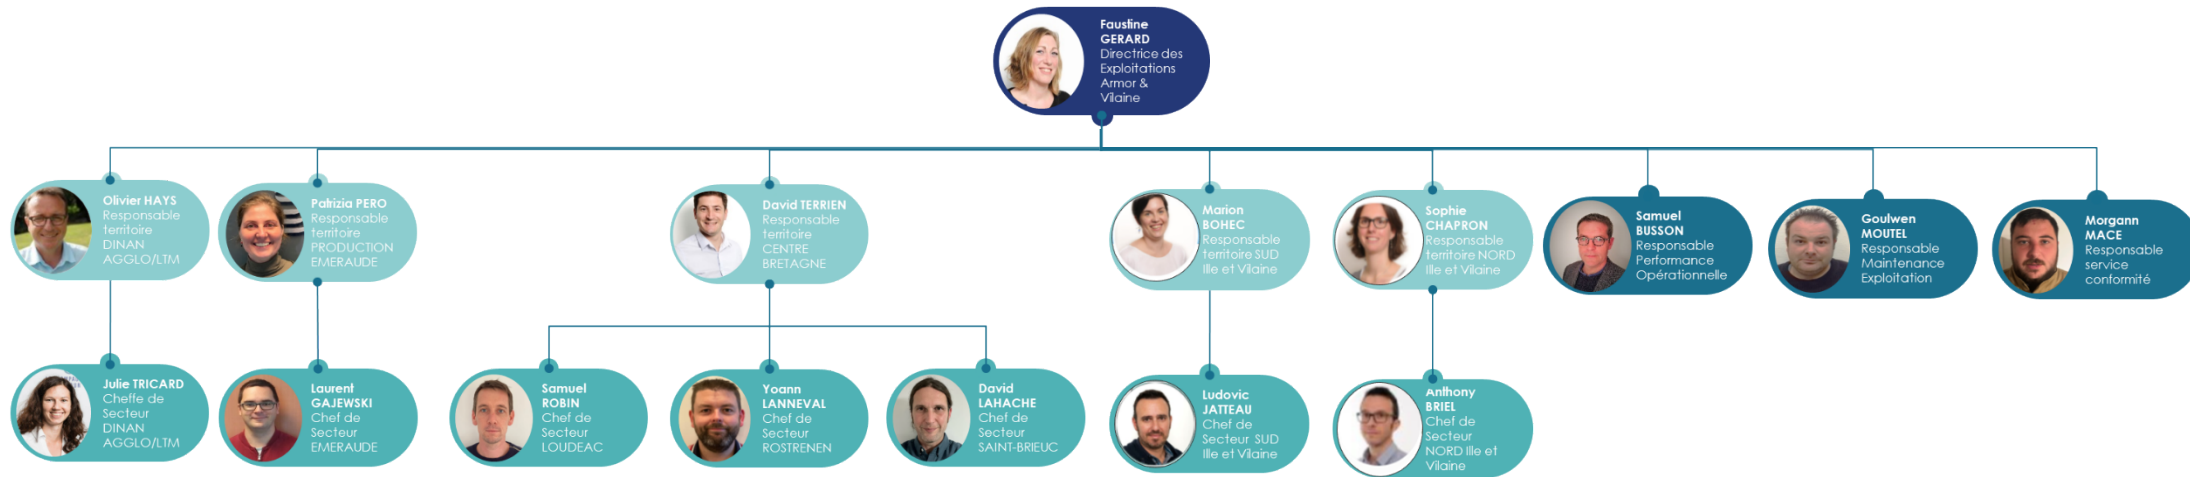 Faustine
GERARD
Directrice des
Exploitations
Armor &
Vilaine
Olivier HAYS
Responsable
territoire
DINAN
AGGLO/LTM
Patrizia PERO
Responsable
territoire
PRODUCTION
EMERAUDE
David TERRIEN
Responsable
territoire
CENTRE
BRETAGNE
Marion
BOHEC
Responsable
territoire SUD
Ille et Vilaine
Sophie
CHAPRON
Responsable
territoire NORD
Ille et Vilaine
Samuel
BUSSON
Responsable
Performance
Opérationnelle
Goulwen
MOUTEL
Responsable
Maintenance
Exploitation
Morgann
MACE
Responsable
service
conformité
Julie TRICARD
Cheffe de
Secteur
DINAN
AGGLO/LTM
Laurent
GAJEWSKI
Chef de
Secteur
EMERAUDE
Samuel
ROBIN
Chef de
Secteur
LOUDEAC
Yoann
LANNEVAL
Chef de
Secteur
ROSTRENEN
David
LAHACHE
Chef de
Secteur
SAINT-BRIEUC
Ludovic
JATTEAU
Chef de
Secteur SUD
Ille et Vilaine
Anthony
BRIEL
Chef de
Secteur
NORD Ille et
Vilaine